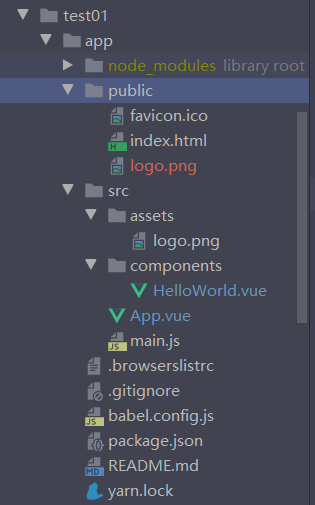 test01
app
node_modules library root
public
favicon.ico
index.html
logo.png
src
assets
logo.png
components
HelloWorld.vue
App.vue
main.js
.browserslistrc
.gitignore
babel.config.js
package.json
README.md
yarn.lock